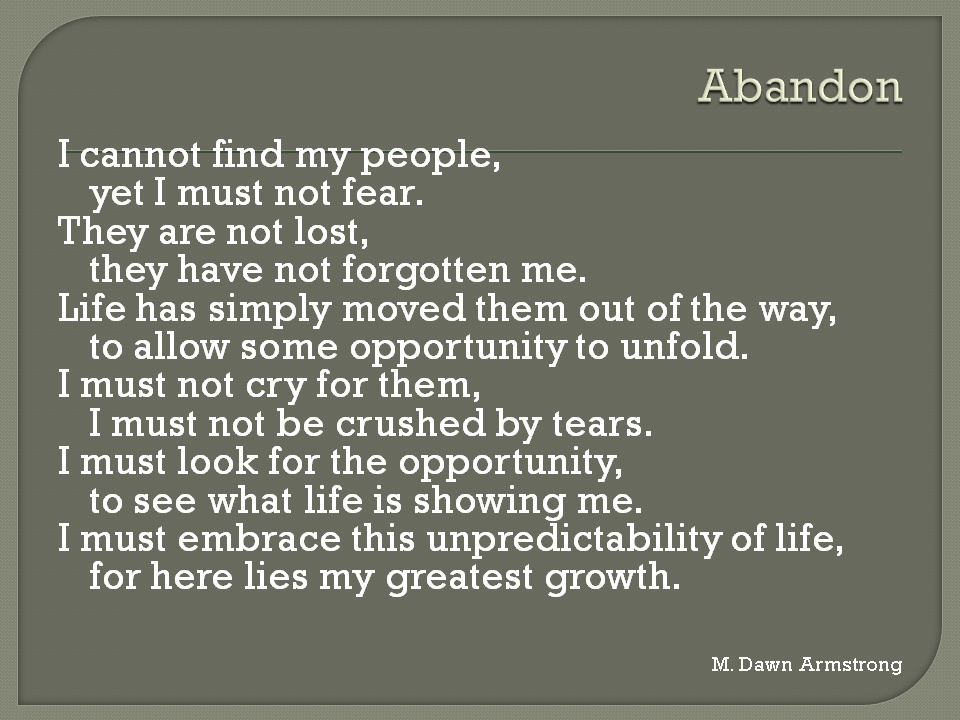 Abandon
I cannot find my people,
yet I must not fear.
They are not lost,
they have not forgotten me.
Life has simply moved them out of the way,
to allow some opportunity to unfold.
I must not cry for them,
I must not be crushed by tears.
I must look for the opportunity,
to see what life is showing me.
I must embrace this unpredictability of life,
for here lies my greatest growth.
M. Dawn Armstrong